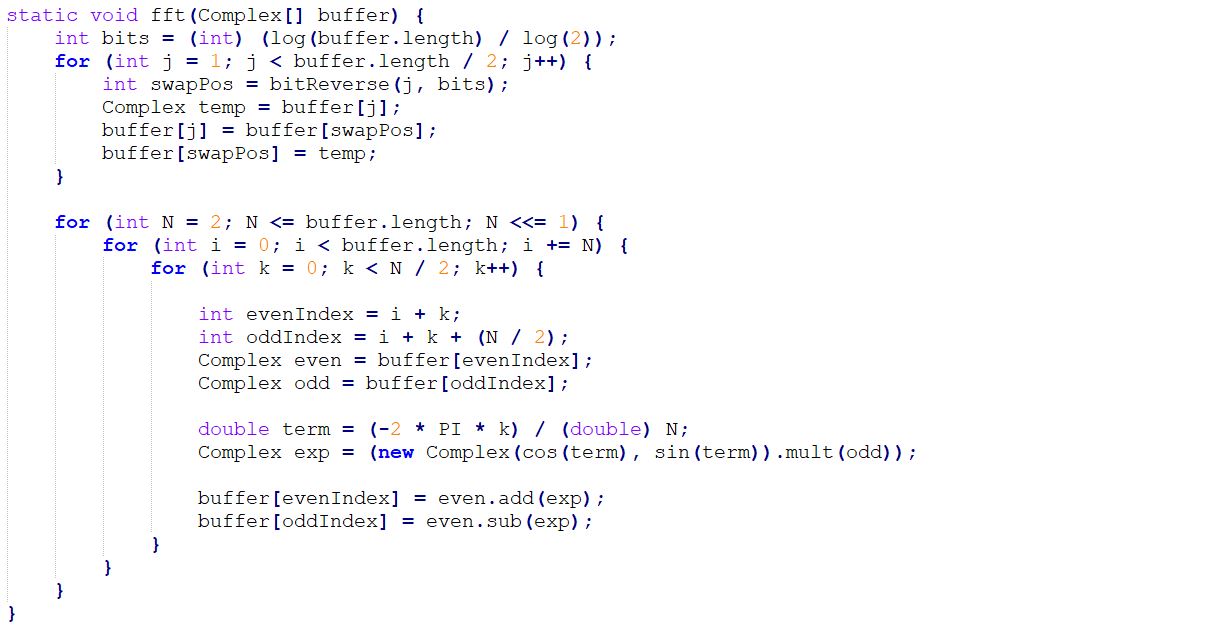 static void fft(Complex[] buffer) {
    int bits = (int) (log(buffer.length) / log(2));
    for (int j = 1; j < buffer.length / 2; j++) {
        int swapPos = bitReverse(j, bits);
        Complex temp = buffer[j];
        buffer[j] = buffer[swapPos];
        buffer[swapPos] = temp;
    }

    for (int N = 2; N <= buffer.length; N <<= 1) {
        for (int i = 0; i < buffer.length; i += N) {
            for (int k = 0; k < N / 2; k++) {

                int evenIndex = i + k;
                int oddIndex = i + k + (N / 2);
                Complex even = buffer[evenIndex];
                Complex odd = buffer[oddIndex];

                double term = (-2 * PI * k) / (double) N;
                Complex exp = (new Complex(cos(term), sin(term)).mult(odd));

                buffer[evenIndex] = even.add(exp);
                buffer[oddIndex] = even.sub(exp);
            }
        }
    }
}